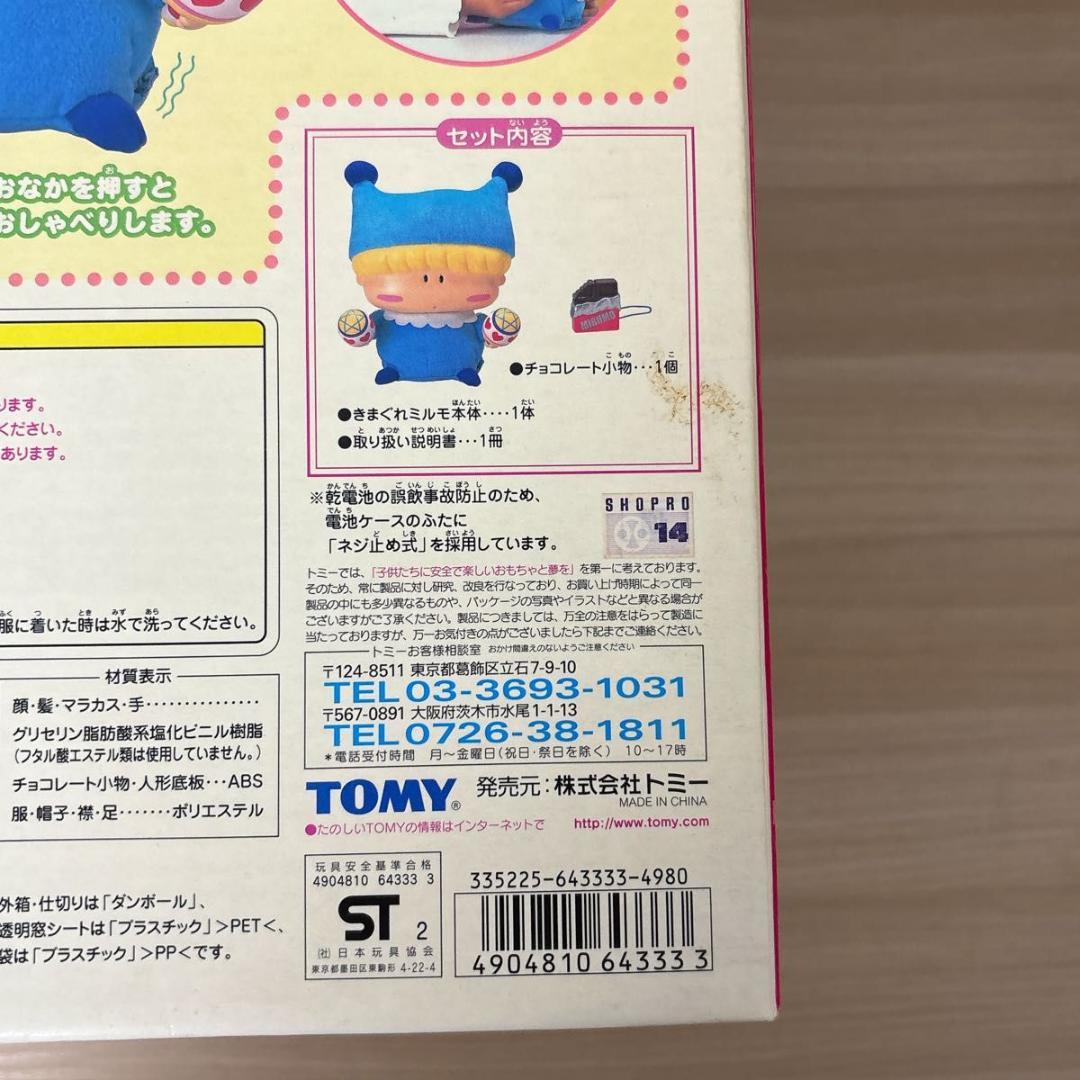 おなかを押すと
おしゃべりします。
セット内容
MIRUMO
●チョコレート小物‥‥1個
●きまぐれミルモ本体‥‥1体
●取り扱い説明書‥‥1冊
ります。
ください。
あります。
服に着いた時は水で洗ってください。
※乾電池の誤飲事故防止のため、
電池ケースのふたに
「ネジ止め式」を採用しています。
SHOPRO
14
トミーでは、「子供たちに安全で楽しいおもちゃと夢を」を第一に考えております。
そのため、常に製品に対し研究、改良を行なっており、お買い上げ時期によって同一
製品の中にも多少異なるものや、パッケージの写真やイラストなどと異なる場合が
ございますがご了承ください。製品につきましては、万全の注意をはらって製造に
当たっておりますが、万一お気付きの点がございましたら下記までご連絡ください。
トミーお客様相談室 おかけ間違えのないようご注意ください
〒124-8511 東京都葛飾区立石7-9-10
TEL03-3693-1031
〒567-0891 大阪府茨木市水尾1-1-13
TEL0726-38-1811
*電話受付時間 月~金曜日(祝日・祭日を除く) 10~17時
材質表示
顔・髪・マラカス・手‥‥‥‥‥‥‥
グリセリン脂肪酸系塩化ビニル樹脂
(フタル酸エステル類は使用していません。)
チョコレート小物・人形底板‥‥ABS
服・帽子・襟・足‥‥‥‥ポリエステル
TOMY® 発売元:株式会社トミー
MADE IN CHINA
●たのしいTOMYの情報はインターネットで http://www.tomy.com
外箱・仕切りは「ダンボール」、
透明窓シートは「プラスチック」>PET<、
袋は「プラスチック」>PP<です。
玩具安全基準合格
4904810 64333 3
ST 2
(社)日本玩具協会
東京都墨田区東駒形 4-22-4
335225-643333-4980
4904810 643333